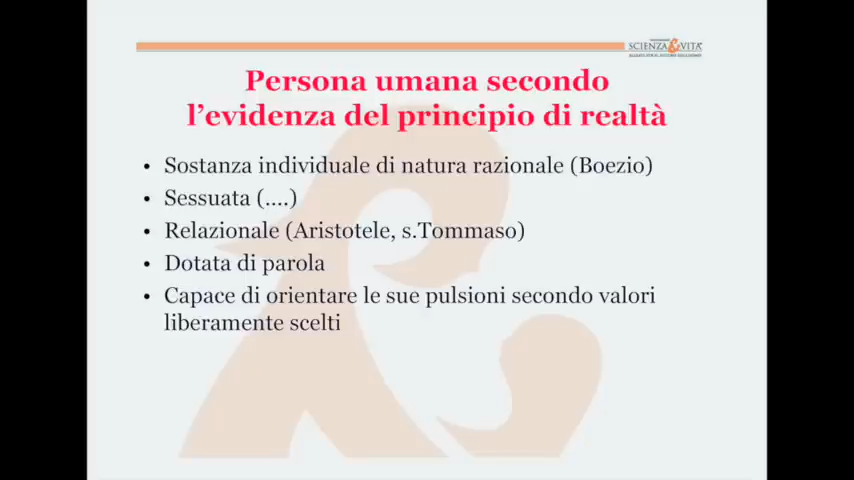 SCIENZA&VITA
Persona umana secondo
l'evidenza del principio di realtà
• Sostanza individuale di natura razionale (Boezio)
• Sessuata (....)
• Relazionale (Aristotele, s.Tommaso)
• Dotata di parola
• Capace di orientare le sue pulsioni secondo valori
liberamente scelti